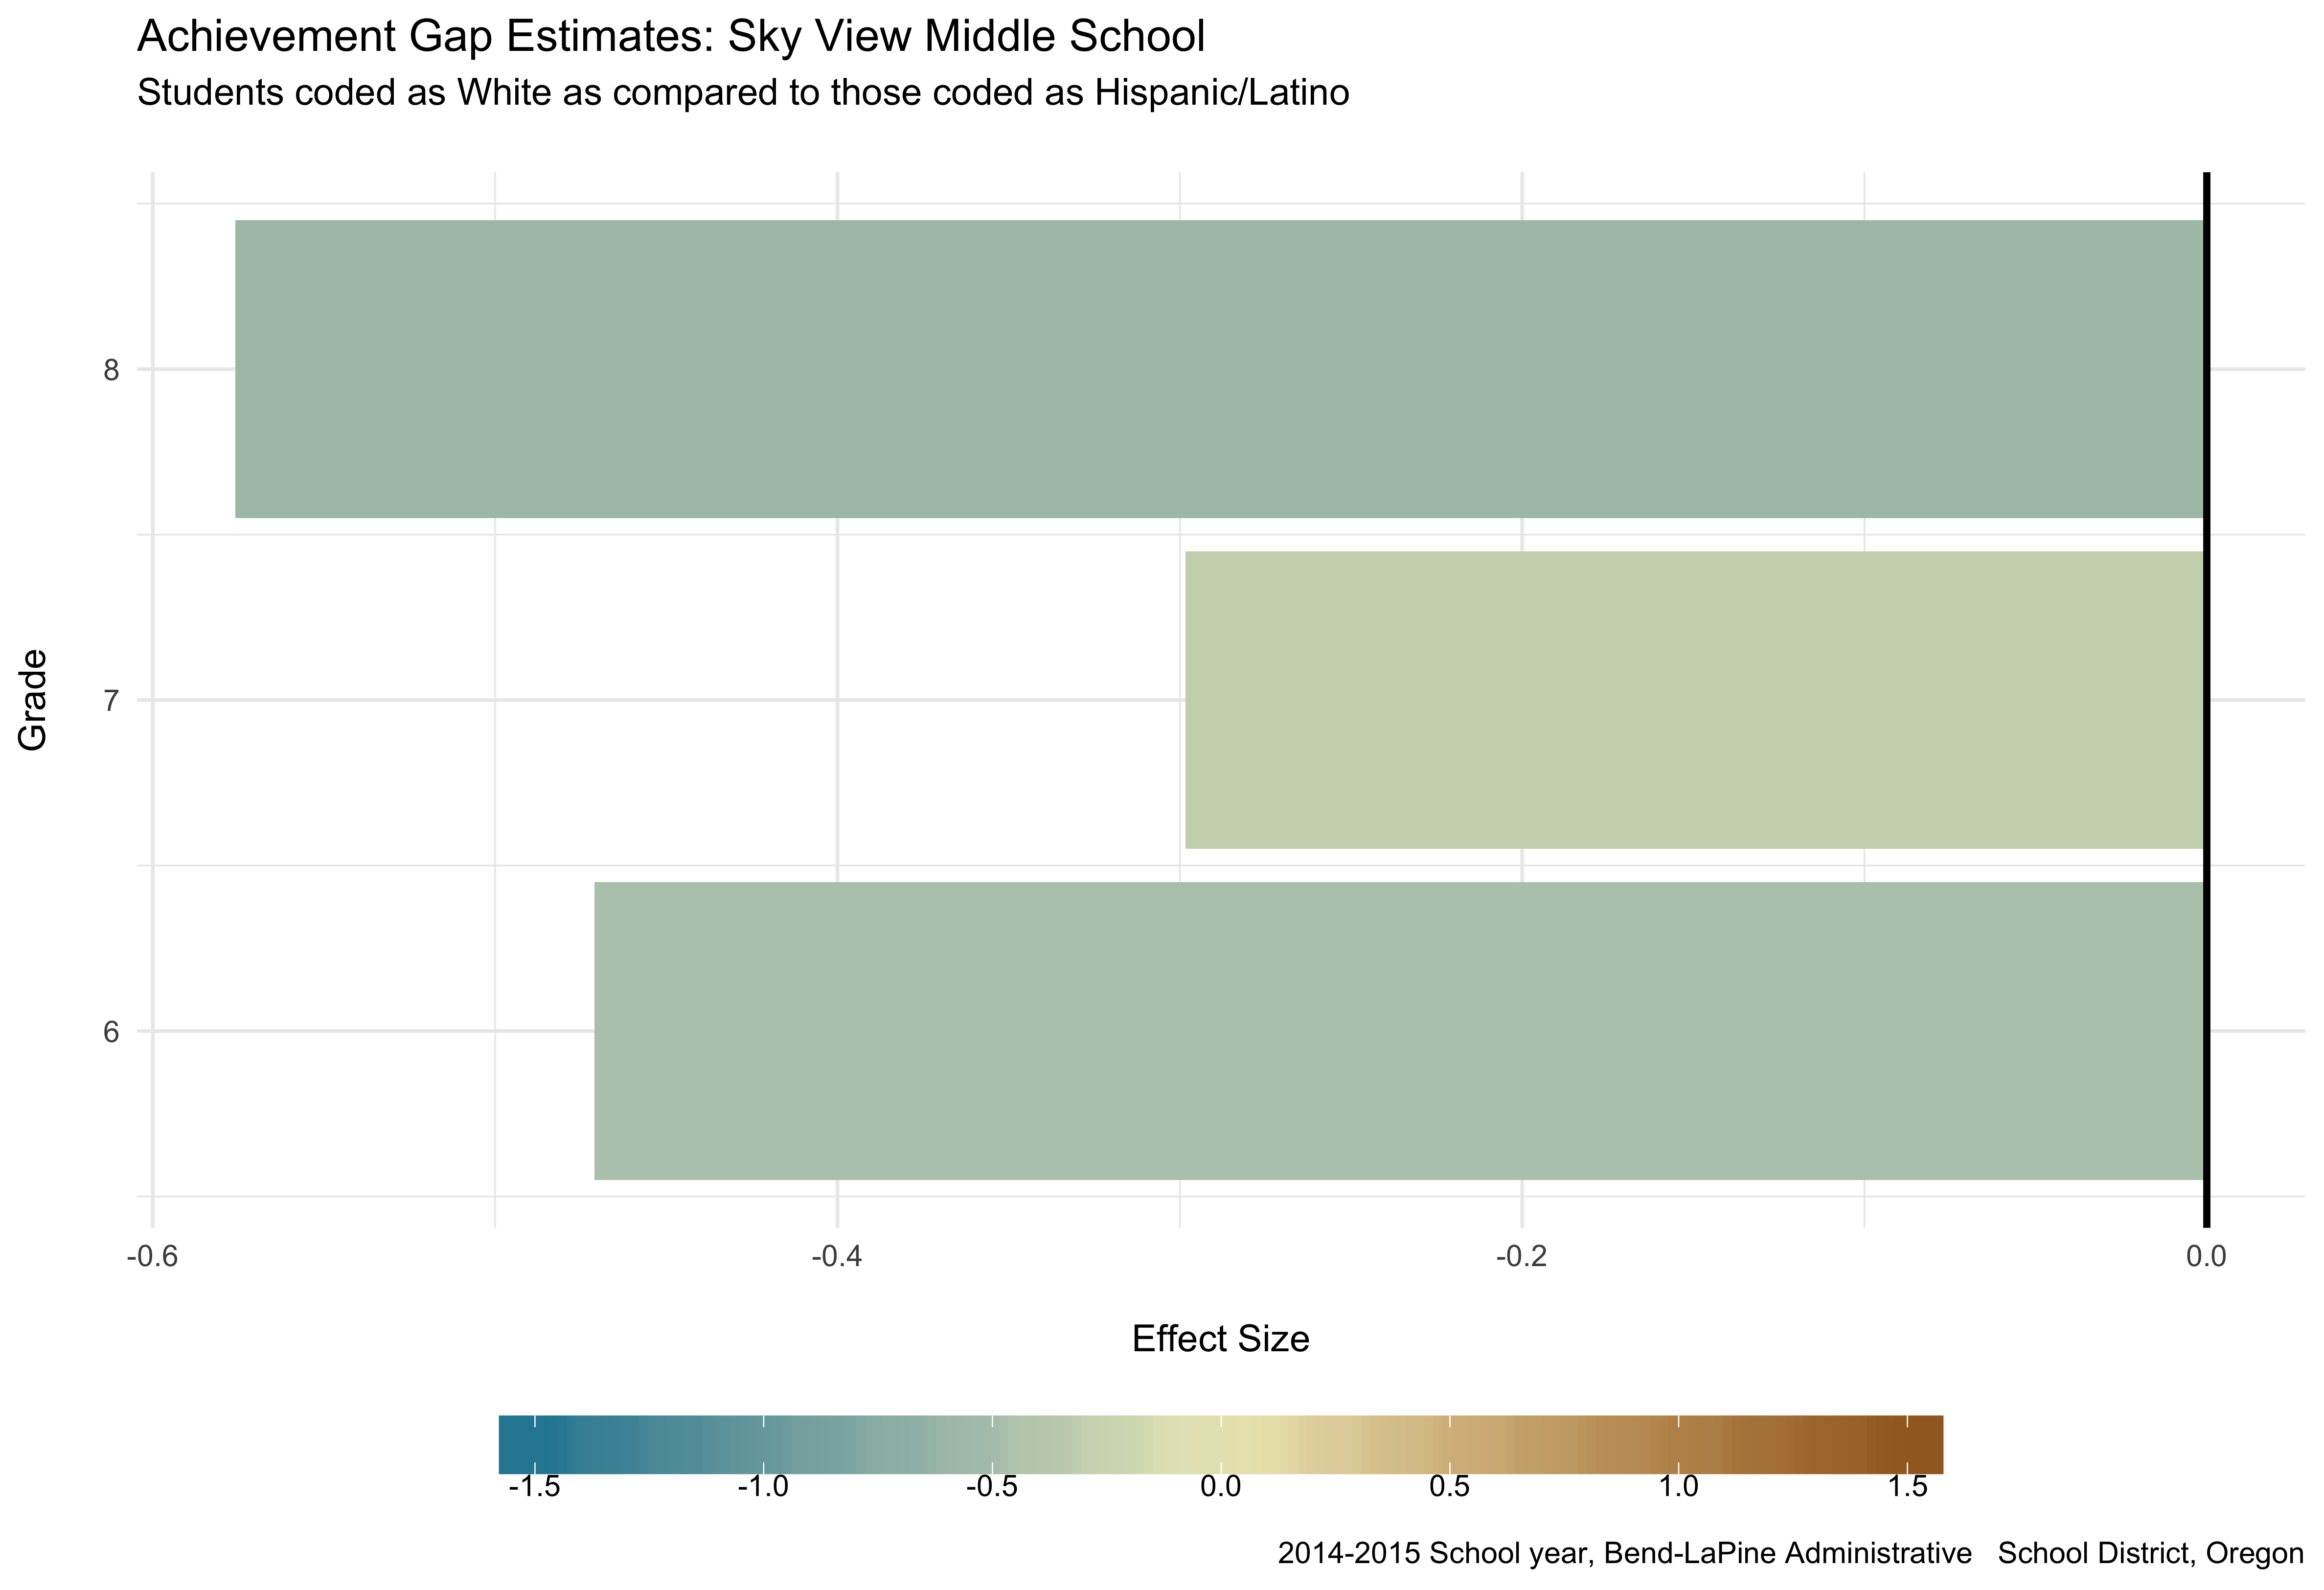 Achievement Gap Estimates: Sky View Middle School
Students coded as White as compared to those coded as Hispanic/Latino
Grade
8
7
6
-0.6 -0.4 -0.2 0.0
Effect Size
-1.5 -1.0 -0.5 0.0 0.5 1.0 1.5
2014-2015 School year, Bend-LaPine Administrative   School District, Oregon